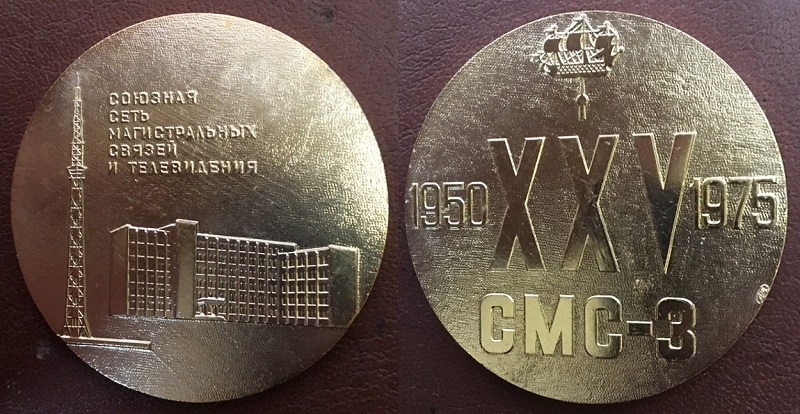 СОЮЗНАЯ
СЕТЬ
МАГИСТРАЛЬНЫХ
СВЯЗЕЙ
И ТЕЛЕВИДЕНИЯ
XXV
1950 1975
СМС-3